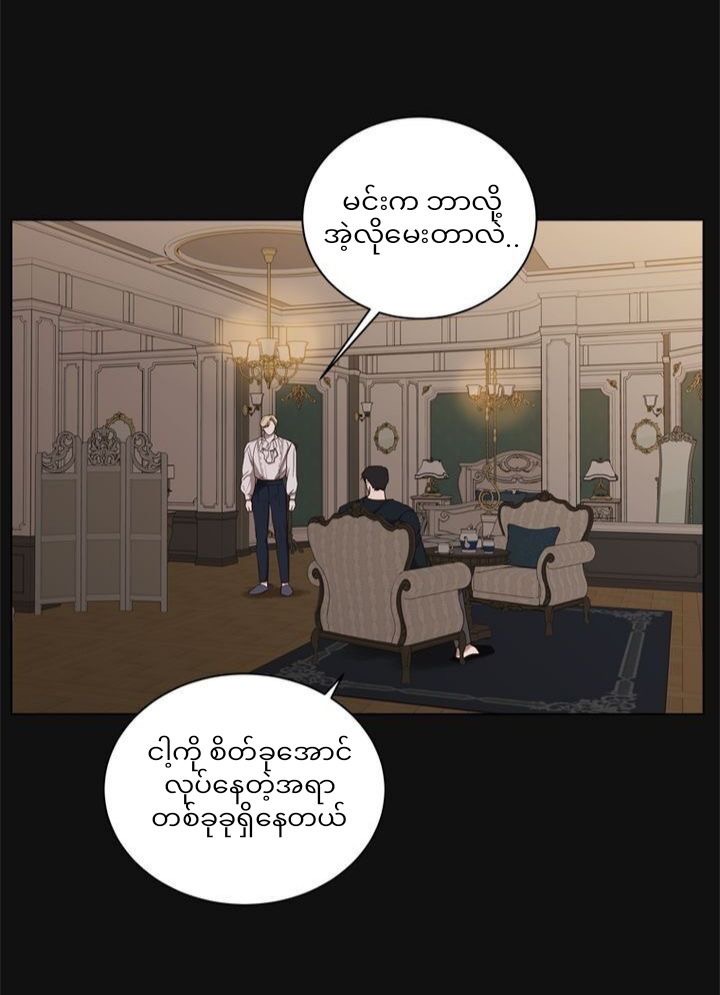 မင်းက ဘာလို့
အဲ့လိုမေးတာလဲ..
ငါ့ကို စိတ်ခုအောင်
လုပ်နေတဲ့အရာ
တစ်ခုခုရှိနေတယ်